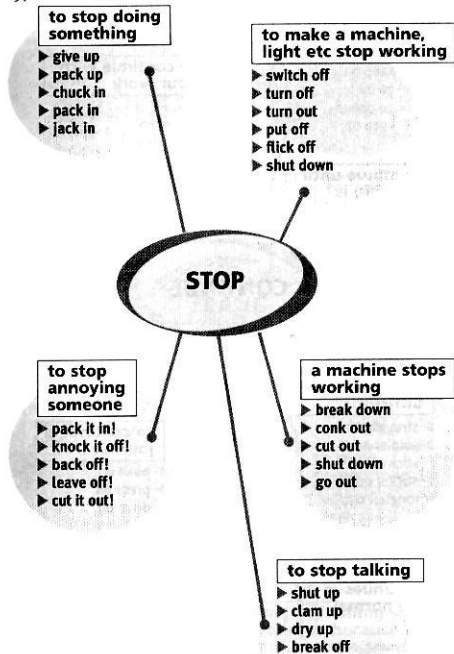 to stop doing
something
▶ give up
▶ pack up
▶ chuck in
▶ pack in
▶ jack in
to make a machine,
light etc stop working
▶ switch off
▶ turn off
▶ turn out
▶ put off
▶ flick off
▶ shut down
STOP
to stop
annoying
someone
▶ pack it in!
▶ knock it off!
▶ back off!
▶ leave off!
▶ cut it out!
a machine stops
working
▶ break down
▶ conk out
▶ cut out
▶ shut down
▶ go out
to stop talking
▶ shut up
▶ clam up
▶ dry up
▶ break off